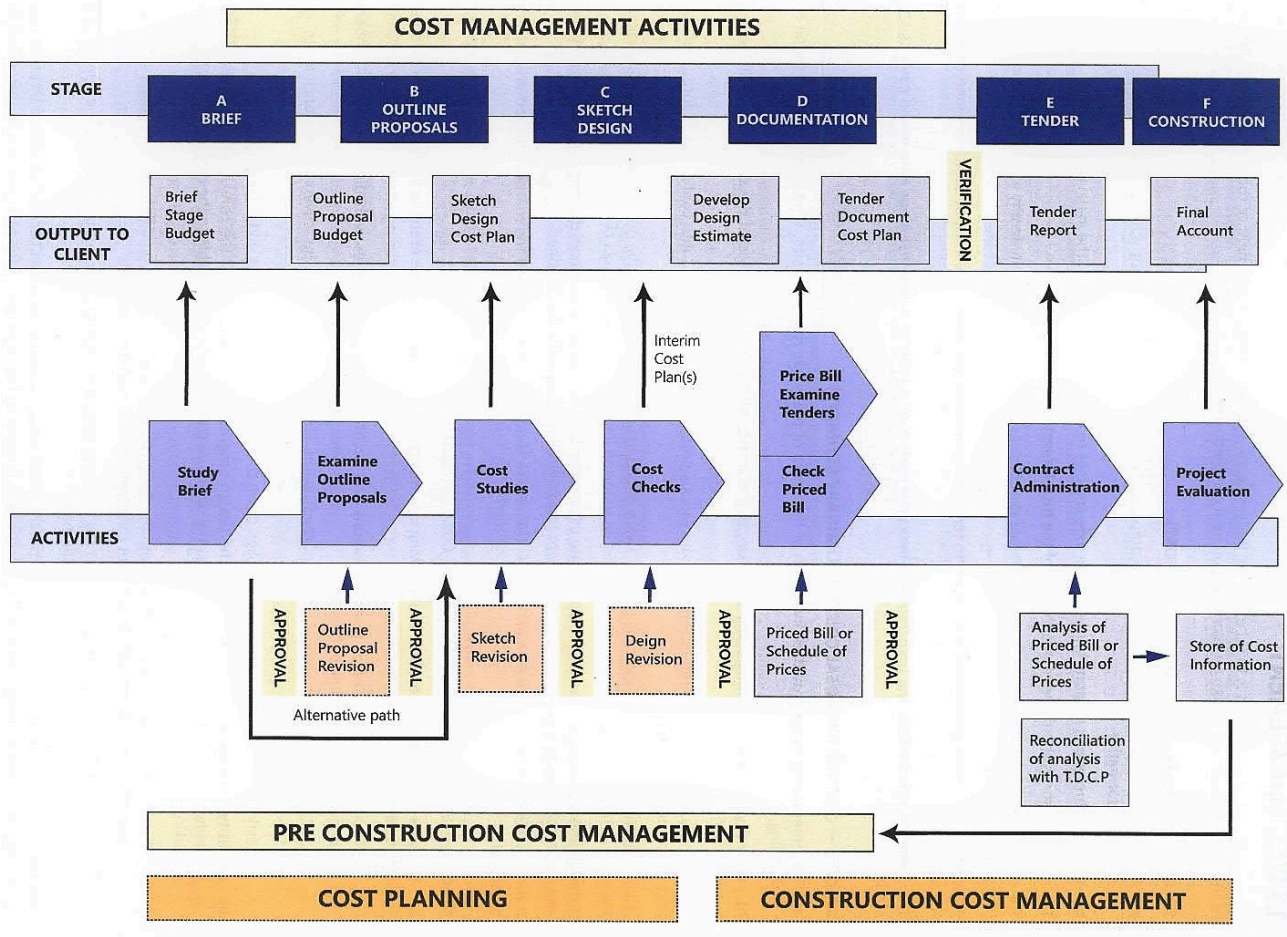 COST MANAGEMENT ACTIVITIES
STAGE
A
BRIEF
B
OUTLINE
PROPOSALS
C
SKETCH
DESIGN
D
DOCUMENTATION
E
TENDER
F
CONSTRUCTION
OUTPUT TO
CLIENT
Brief
Stage
Budget
Outline
Proposal
Budget
Sketch
Design
Cost Plan
Develop
Design
Estimate
Tender
Document
Cost Plan
VERIFICATION
Tender
Report
Final
Account
Interim
Cost
Plan(s)
ACTIVITIES
Study
Brief
Examine
Outline
Proposals
Cost
Studies
Cost
Checks
Price Bill
Examine
Tenders
Check
Priced
Bill
Contract
Administration
Project
Evaluation
APPROVAL
Outline
Proposal
Revision
APPROVAL
Sketch
Revision
APPROVAL
Deign
Revision
APPROVAL
Priced Bill or
Schedule of
Prices
APPROVAL
Analysis of
Priced Bill or
Schedule of
Prices
Store of Cost
Information
Alternative path
Reconciliation
of analysis
with T.D.C.P
PRE CONSTRUCTION COST MANAGEMENT
COST PLANNING
CONSTRUCTION COST MANAGEMENT